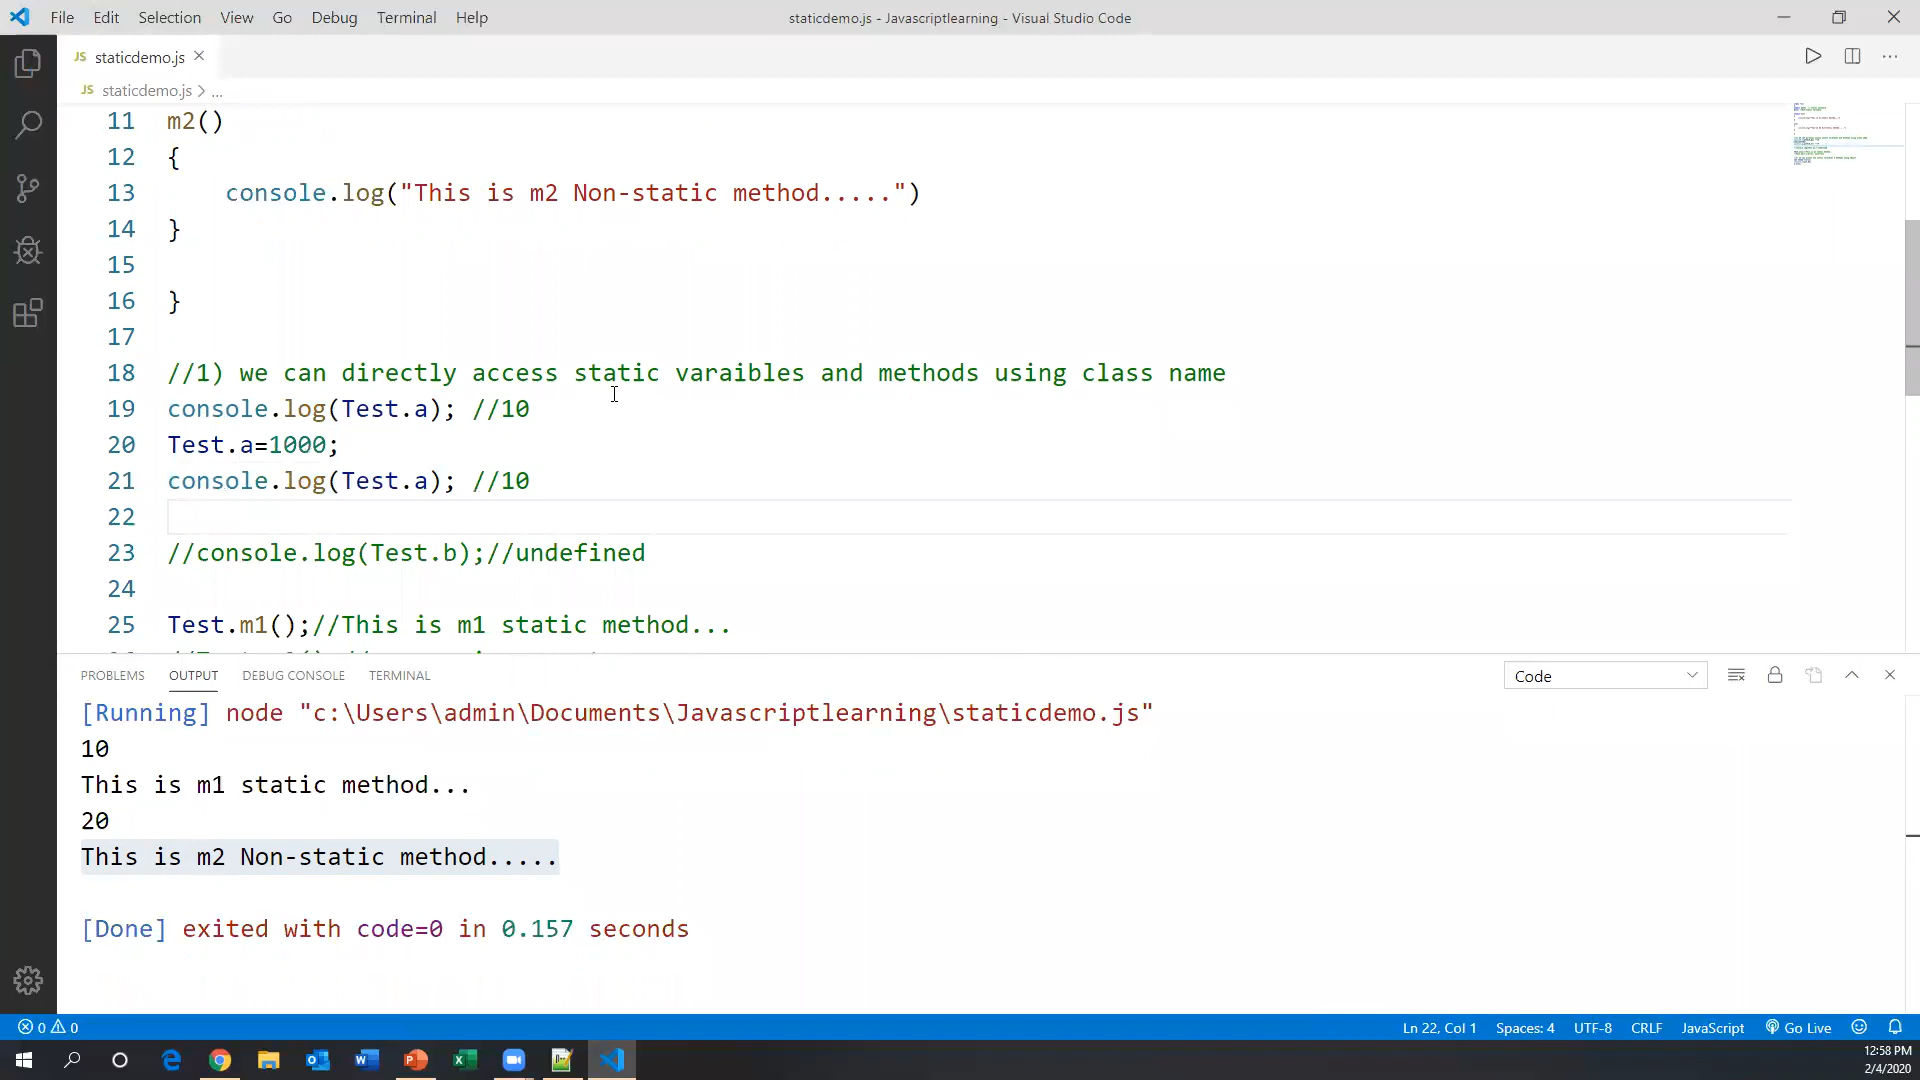 File Edit Selection View Go Debug Terminal Help
staticdemo.js - Javascriptlearning - Visual Studio Code
JS staticdemo.js
JS staticdemo.js > ...
11 m2()
12 {
13 console.log("This is m2 Non-static method.....")
14 }
15
16 }
17
18 //1) we can directly access static varaibles and methods using class name
19 console.log(Test.a); //10
20 Test.a=1000;
21 console.log(Test.a); //10
22
23 //console.log(Test.b);//undefined
24
25 Test.m1();//This is m1 static method...
PROBLEMS OUTPUT DEBUG CONSOLE TERMINAL
Code
[Running] node "c:\Users\admin\Documents\Javascriptlearning\staticdemo.js"
10
This is m1 static method...
20
This is m2 Non-static method.....
[Done] exited with code=0 in 0.157 seconds
0 0
Ln 22, Col 1 Spaces: 4 UTF-8 CRLF JavaScript Go Live
12:58 PM
2/4/2020